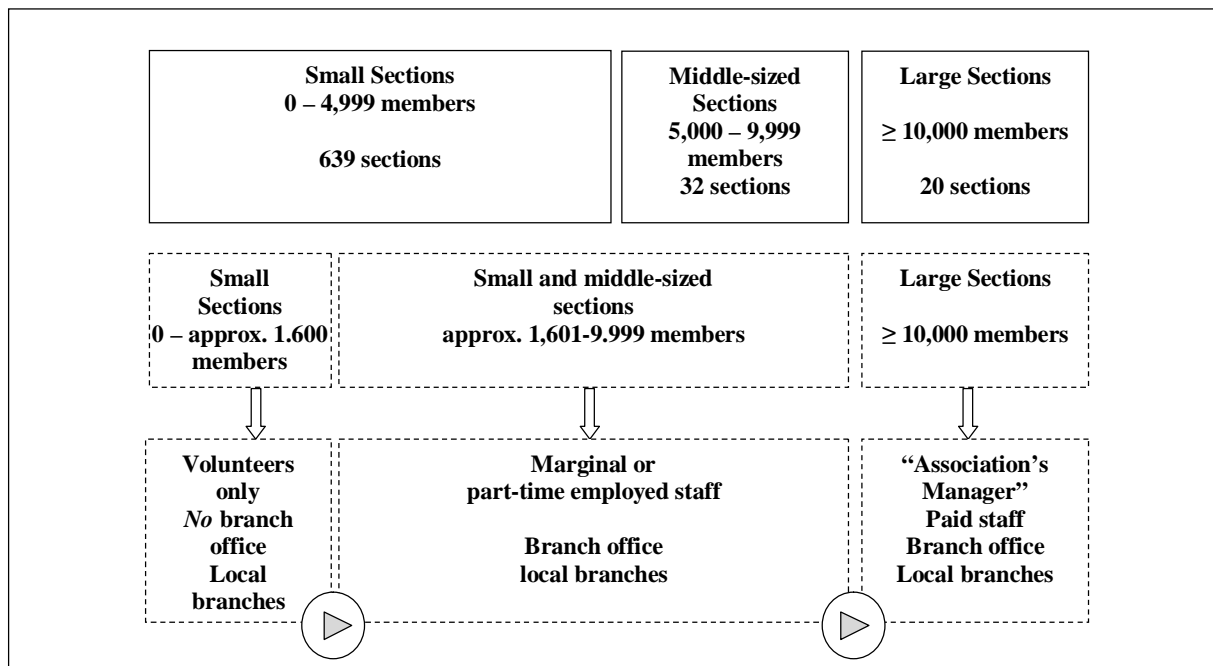 Small Sections
0 – 4,999 members
639 sections
Middle-sized
Sections
5,000 – 9,999
members
32 sections
Large Sections
≥ 10,000 members
20 sections
Small
Sections
0 – approx. 1.600
members
Small and middle-sized
sections
approx. 1,601-9.999 members
Large Sections
≥ 10,000 members
Volunteers
only
No branch
office
Local
branches
Marginal or
part-time employed staff
Branch office
local branches
“Association’s
Manager”
Paid staff
Branch office
Local branches